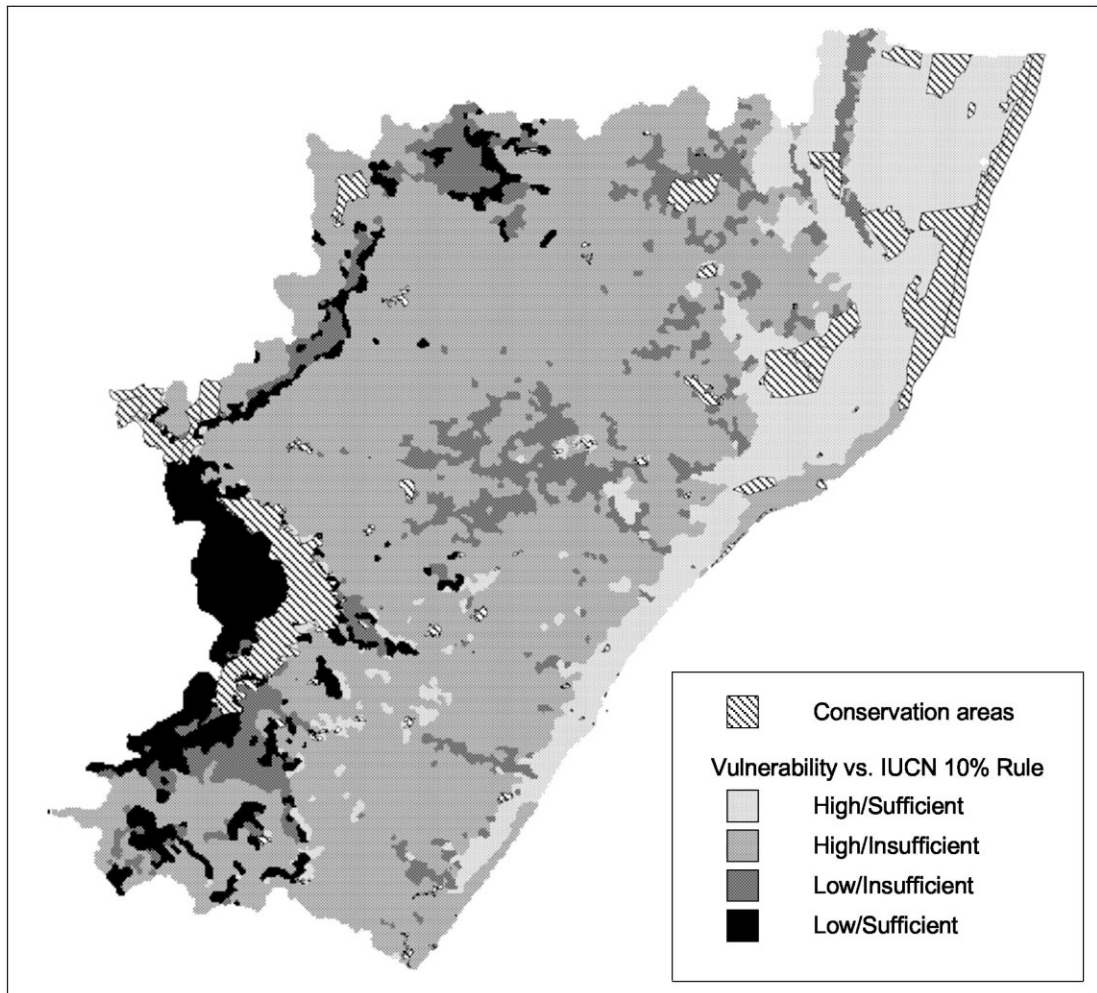 Conservation areas
Vulnerability vs. IUCN 10% Rule
High/Sufficient
High/Insufficient
Low/Insufficient
Low/Sufficient